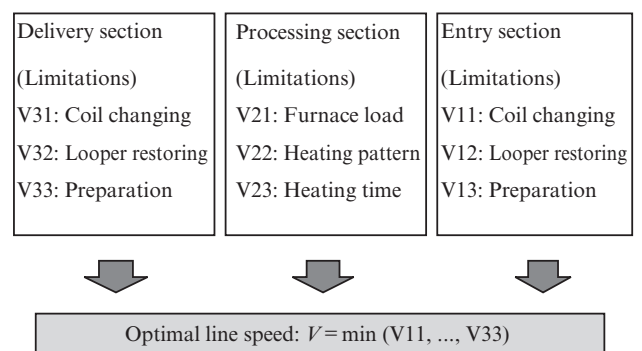 Delivery section
(Limitations)
V31: Coil changing
V32: Looper restoring
V33: Preparation
Processing section
(Limitations)
V21: Furnace load
V22: Heating pattern
V23: Heating time
Entry section
(Limitations)
V11: Coil changing
V12: Looper restoring
V13: Preparation
Optimal line speed: V = min (V11, ..., V33)